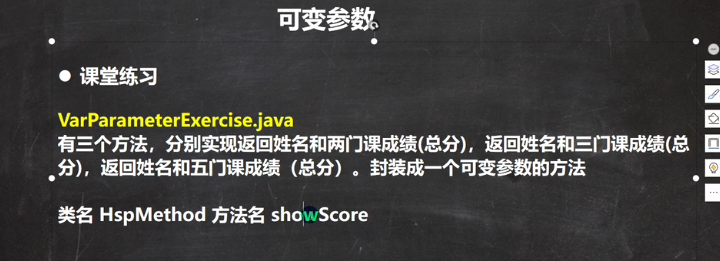 可变参数
● 课堂练习
VarParameterExercise.java
有三个方法，分别实现返回姓名和两门课成绩(总分)，返回姓名和三门课成绩(总
分)，返回姓名和五门课成绩（总分）。封装成一个可变参数的方法
类名 HspMethod 方法名 showScore